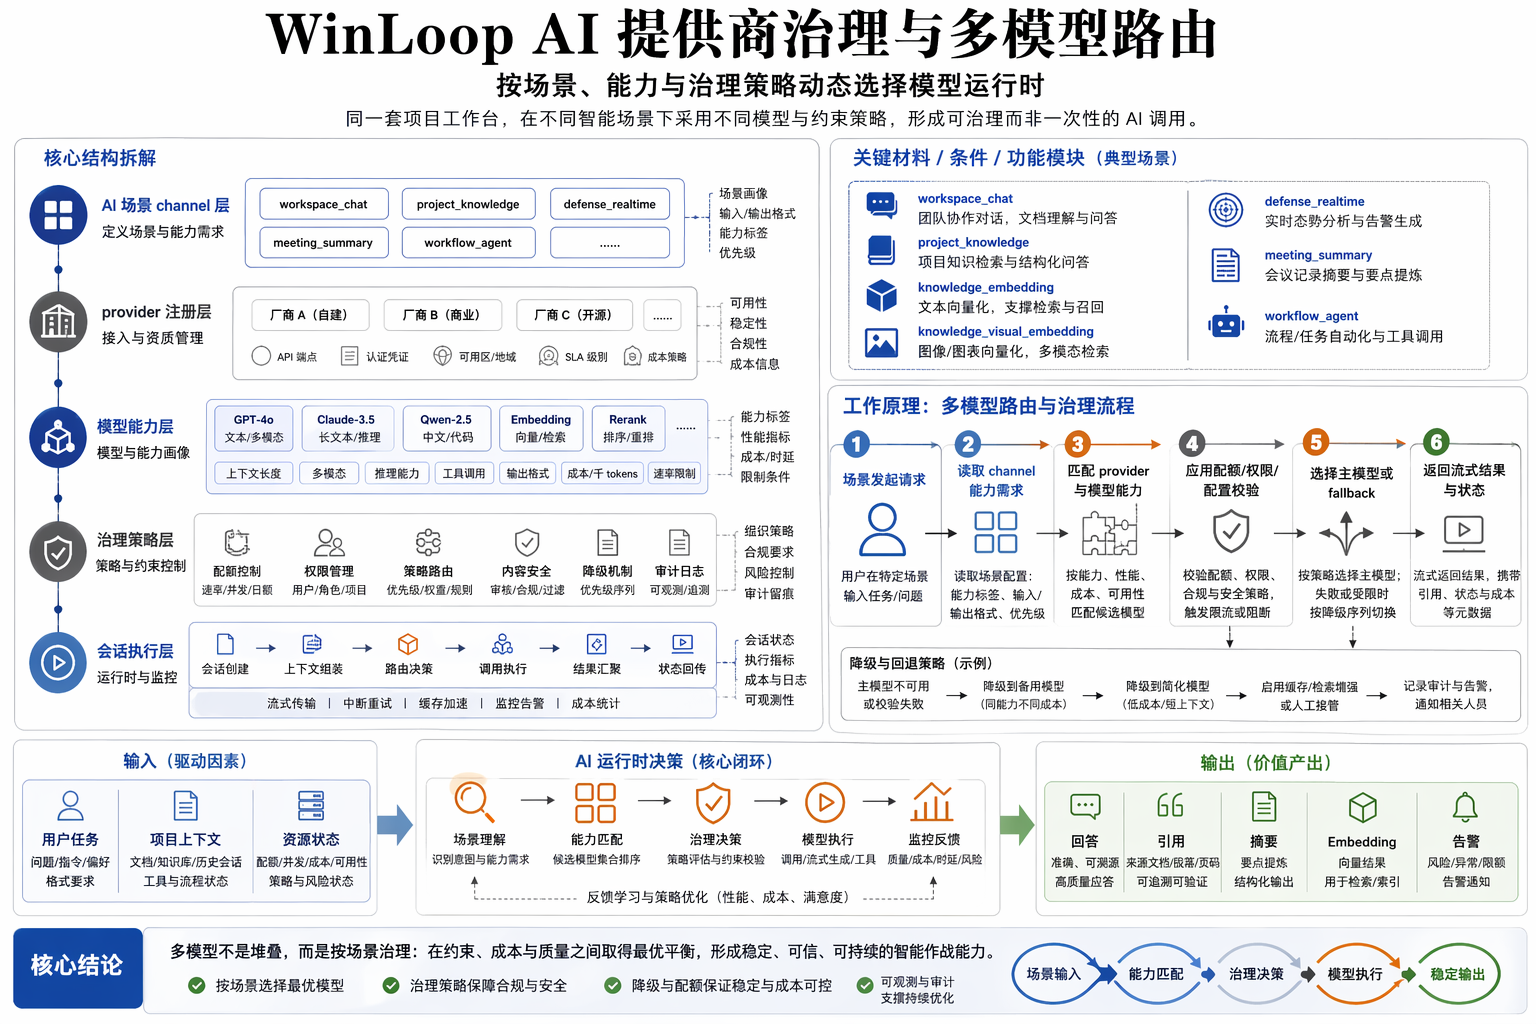 WinLoop AI 提供商治理与多模型路由
按场景、能力与治理策略动态选择模型运行时
同一套项目工作台，在不同智能场景下采用不同模型与约束策略，形成可治理而非一次性的 AI 调用。
核心结构拆解
AI 场景 channel 层
定义场景与能力需求
workspace_chat
project_knowledge
defense_realtime
meeting_summary
workflow_agent
......
场景画像
输入/输出格式
能力标签
优先级
provider 注册层
接入与资质管理
厂商 A（自建）
厂商 B（商业）
厂商 C（开源）
......
API 端点
认证凭证
可用区/地域
SLA 级别
成本策略
可用性
稳定性
合规性
成本信息
模型能力层
模型与能力画像
GPT-4o
文本/多模态
Claude-3.5
长文本/推理
Qwen-2.5
中文/代码
Embedding
向量/检索
Rerank
排序/重排
......
上下文长度
多模态
推理能力
工具调用
输出格式
成本/千 tokens
速率限制
能力标签
性能指标
成本/时延
限制条件
治理策略层
策略与约束控制
配额控制
速率/并发/日额
权限管理
用户/角色/项目
策略路由
优先级/权置/规则
内容安全
审核/合规/过滤
降级机制
优先级序列
审计日志
可观测/追溯
组织策略
合规要求
风险控制
审计留痕
会话执行层
运行时与监控
会话创建
上下文组装
路由决策
调用执行
结果汇聚
状态回传
流式传输 | 中断重试 | 缓存加速 | 监控告警 | 成本统计
会话状态
执行指标
成本与日志
可观测性
关键材料 / 条件 / 功能模块（典型场景）
workspace_chat
团队协作对话，文档理解与问答
project_knowledge
项目知识检索与结构化问答
knowledge_embedding
文本向量化，支撑检索与召回
knowledge_visual_embedding
图像/图表向量化，多模态检索
defense_realtime
实时态势分析与告警生成
meeting_summary
会议记录摘要与要点提炼
workflow_agent
流程/任务自动化与工具调用
工作原理：多模型路由与治理流程
1
场景发起请求
用户在特定场景
输入任务/问题
2
读取 channel
能力需求
读取场景配置：
能力标签、输入/
输出格式、优先级
3
匹配 provider
与模型能力
按能力、性能、
成本、可用性
匹配候选模型
4
应用配额/权限/
配置校验
校验配额、权限、
合规与安全策略，
触发限流或阻断
5
选择主模型或
fallback
按策略选择主模型；
失败或受限时
按降级序列切换
6
返回流式结果
与状态
流式返回结果，携带
引用、状态与成本
等元数据
降级与回退策略（示例）
主模型不可用
或校验失败
降级到备用模型
（同能力不同成本）
降级到简化模型
（低成本/短上下文）
启用缓存/检索增强
或人工接管
记录审计与告警，
通知相关人员
输入（驱动因素）
用户任务
问题/指令/偏好
格式要求
项目上下文
文档/知识库/历史会话
工具与流程状态
资源状态
配额/并发/成本/可用性
策略与风险状态
AI 运行时决策（核心闭环）
场景理解
识别意图与能力需求
能力匹配
候选模型集合排序
治理决策
策略评估与约束校验
模型执行
调用/流式生成/工具
监控反馈
质量/成本/时延/风险
反馈学习与策略优化（性能、成本、满意度）
输出（价值产出）
回答
准确、可溯源
高质量应答
引用
来源文档/段落/页码
可追溯可验证
摘要
要点提炼
结构化输出
Embedding
向量结果
用于检索/索引
告警
风险/异常/限额
告警通知
核心结论
多模型不是堆叠，而是按场景治理：在约束、成本与质量之间取得最优平衡，形成稳定、可信、可持续的智能作战能力。
按场景选择最优模型
治理策略保障合规与安全
降级与配额保证稳定与成本可控
可观测与审计
支撑持续优化
场景输入
能力匹配
治理决策
模型执行
稳定输出